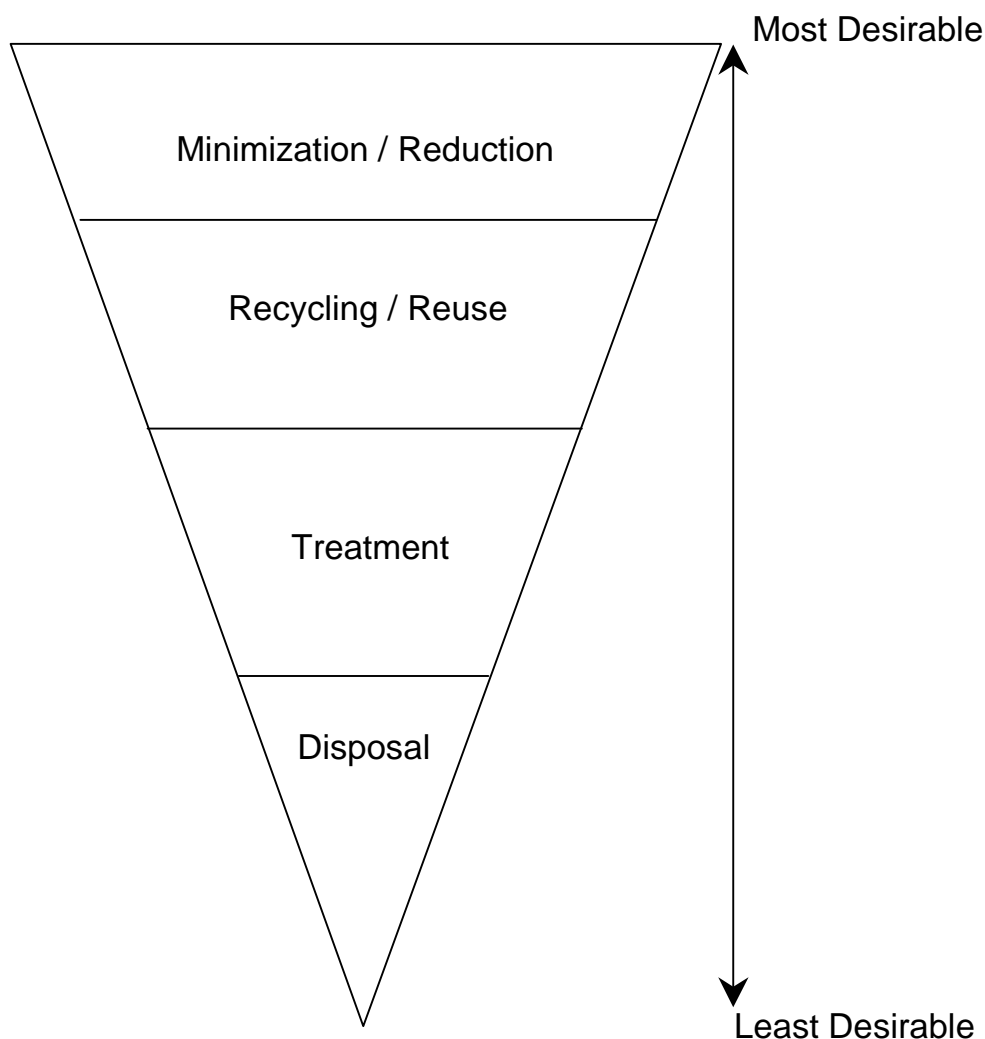 Most Desirable
Minimization / Reduction
Recycling / Reuse
Treatment
Disposal
Least Desirable